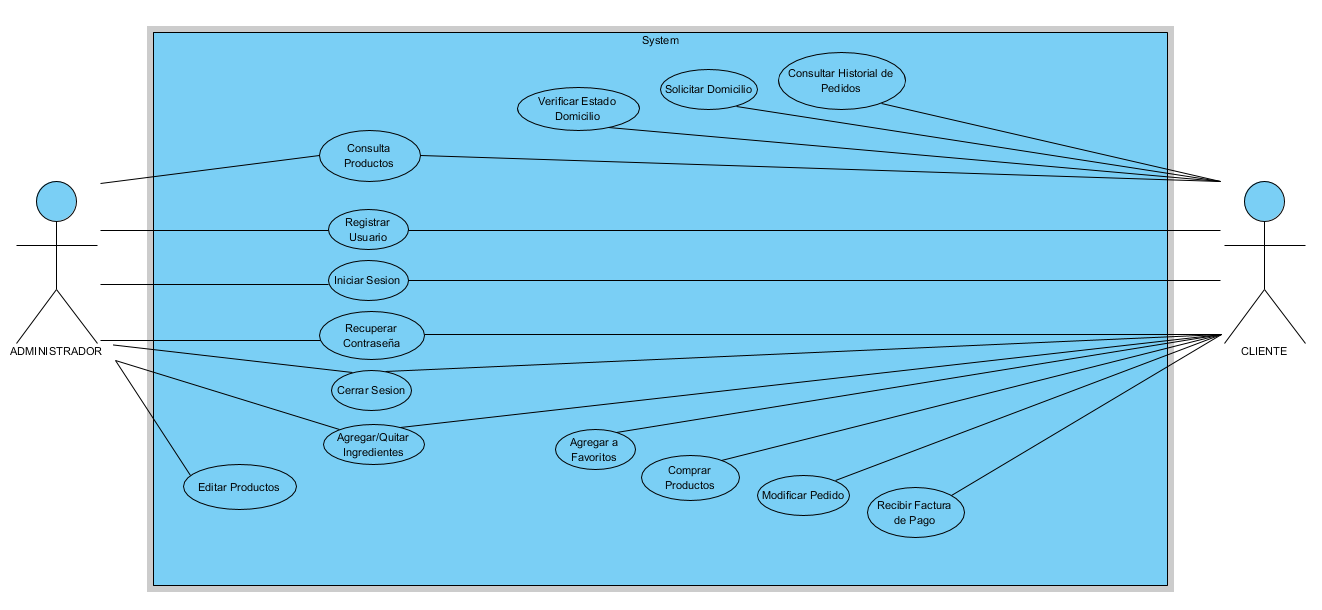 System
Consultar Historial de
Pedidos
Solicitar Domicilio
Verificar Estado
Domicilio
Consulta
Productos
Registrar
Usuario
Iniciar Sesion
Recuperar
Contraseña
ADMINISTRADOR
CLIENTE
Cerrar Sesion
Agregar/Quitar
Ingredientes
Agregar a
Favoritos
Comprar
Productos
Editar Productos
Modificar Pedido
Recibir Factura
de Pago